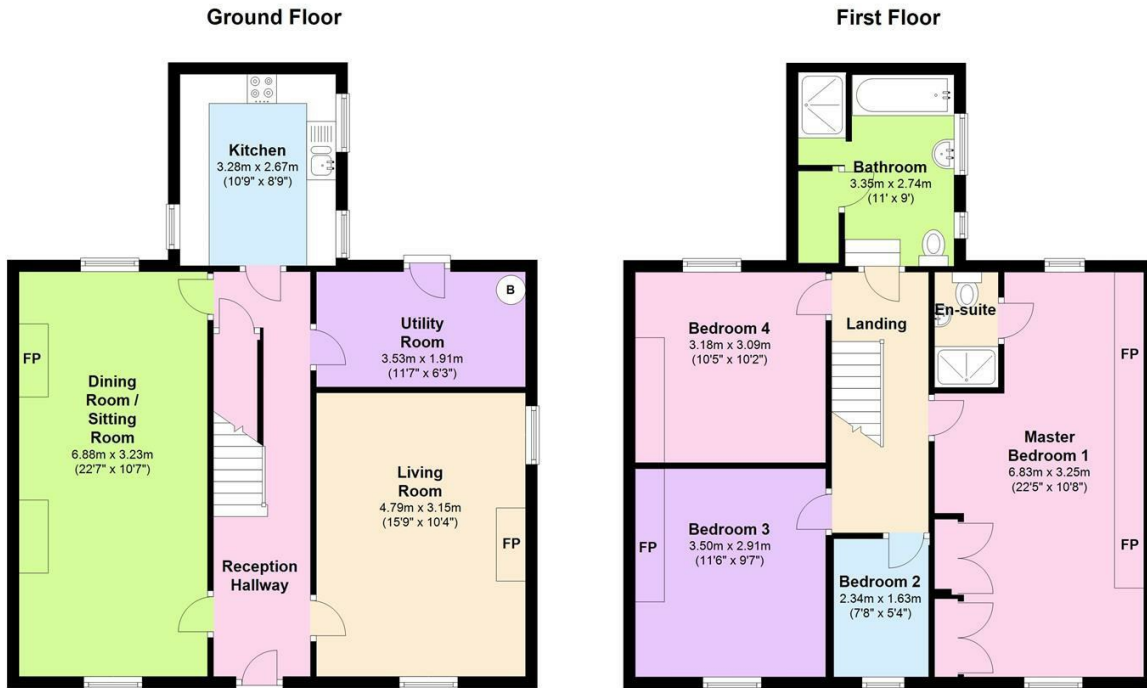 Ground Floor
Kitchen
3.28m x 2.67m
(10'9" x 8'9")
B
Utility
Room
3.53m x 1.91m
(11'7" x 6'3")
FP
Dining
Room /
Sitting
Room
6.88m x 3.23m
(22'7" x 10'7")
Living
Room
4.79m x 3.15m
(15'9" x 10'4")
FP
Reception
Hallway
First Floor
Bathroom
3.35m x 2.74m
(11' x 9')
En-suite
Landing
Bedroom 4
3.18m x 3.09m
(10'5" x 10'2")
FP
Master
Bedroom 1
6.83m x 3.25m
(22'5" x 10'8")
FP
FP
Bedroom 3
3.50m x 2.91m
(11'6" x 9'7")
Bedroom 2
2.34m x 1.63m
(7'8" x 5'4")